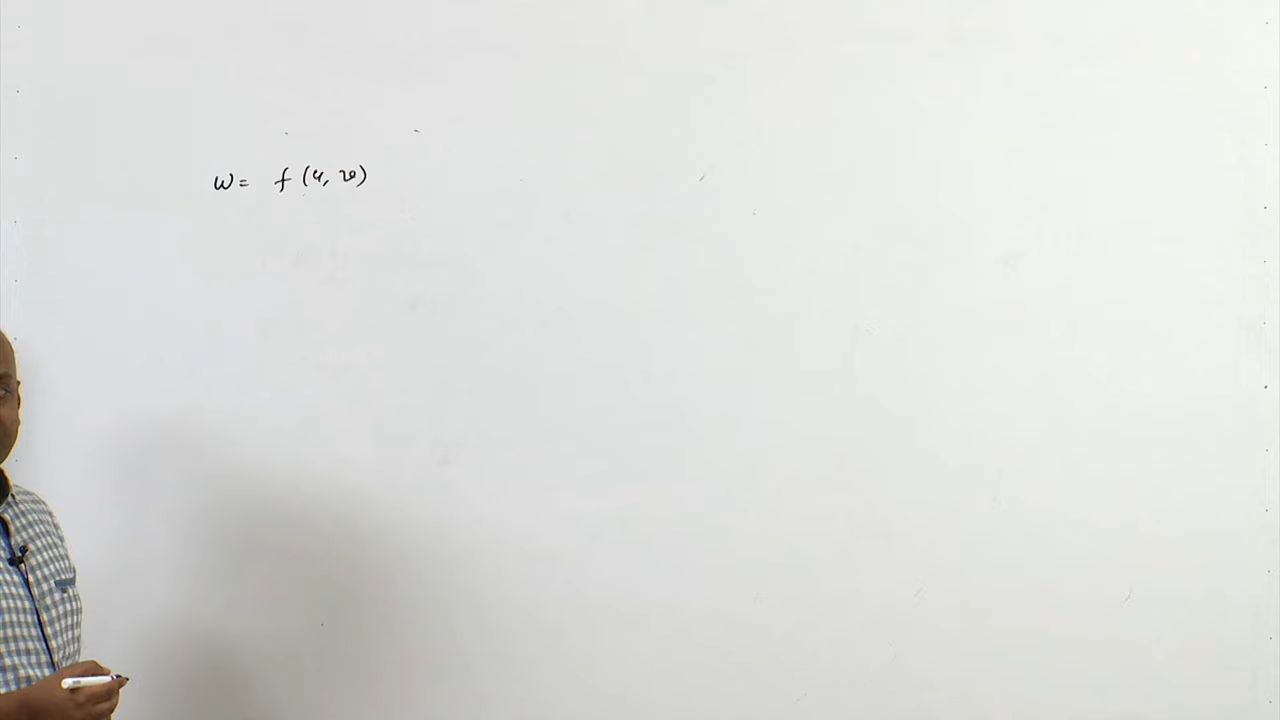 w = f (u, v)